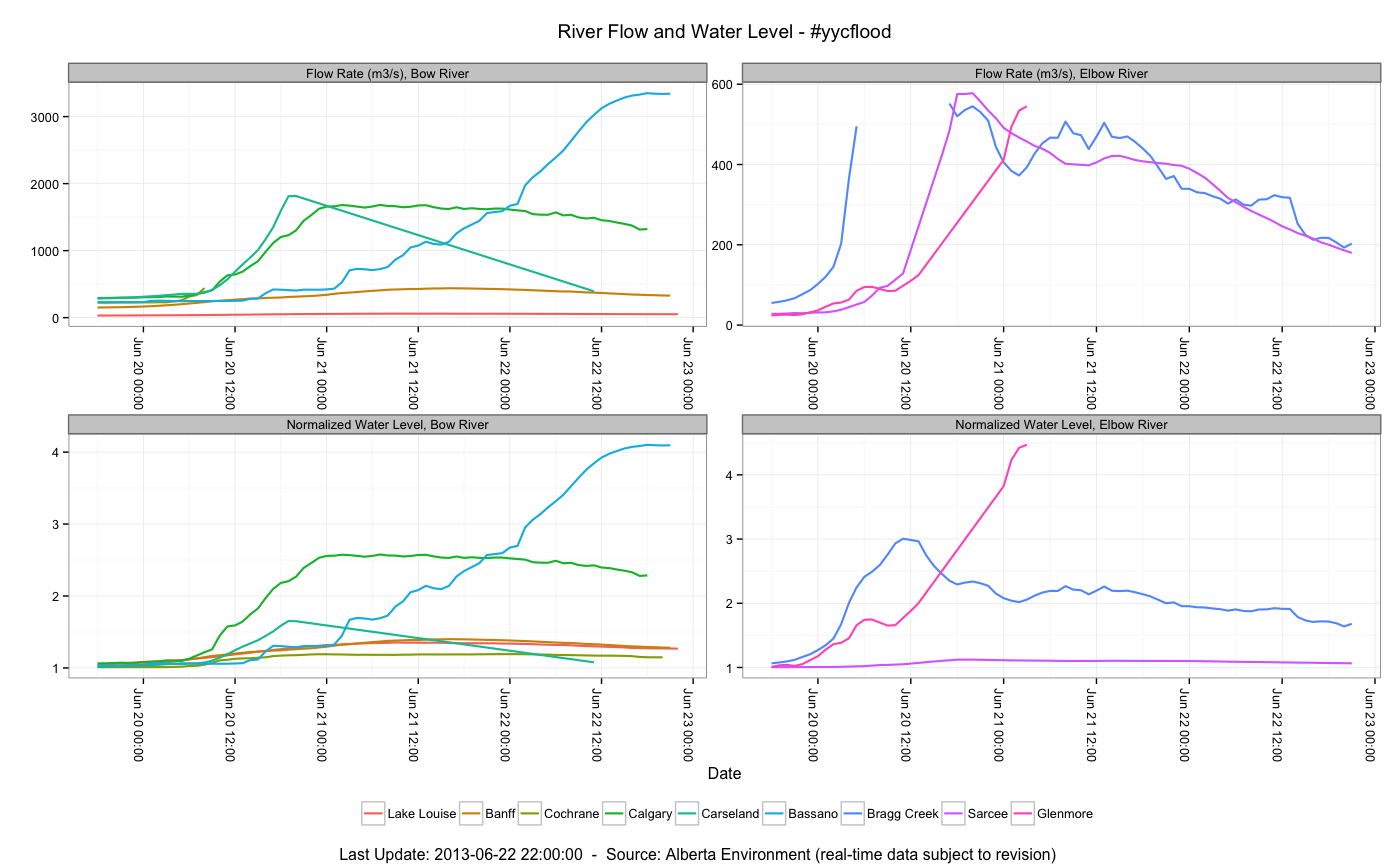 River Flow and Water Level - #yycflood
Flow Rate (m3/s), Bow River
Flow Rate (m3/s), Elbow River
3000
2000
1000
0
600
400
200
0
Jun 20 00:00
Jun 20 12:00
Jun 21 00:00
Jun 21 12:00
Jun 22 00:00
Jun 22 12:00
Jun 23 00:00
Jun 20 00:00
Jun 20 12:00
Jun 21 00:00
Jun 21 12:00
Jun 22 00:00
Jun 22 12:00
Jun 23 00:00
Normalized Water Level, Bow River
Normalized Water Level, Elbow River
4
3
2
1
4
3
2
1
Jun 20 00:00
Jun 20 12:00
Jun 21 00:00
Jun 21 12:00
Jun 22 00:00
Jun 22 12:00
Jun 23 00:00
Jun 20 00:00
Jun 20 12:00
Jun 21 00:00
Jun 21 12:00
Jun 22 00:00
Jun 22 12:00
Jun 23 00:00
Date
Lake Louise Banff Cochrane Calgary Carseland Bassano Bragg Creek Sarcee Glenmore
Last Update: 2013-06-22 22:00:00 - Source: Alberta Environment (real-time data subject to revision)